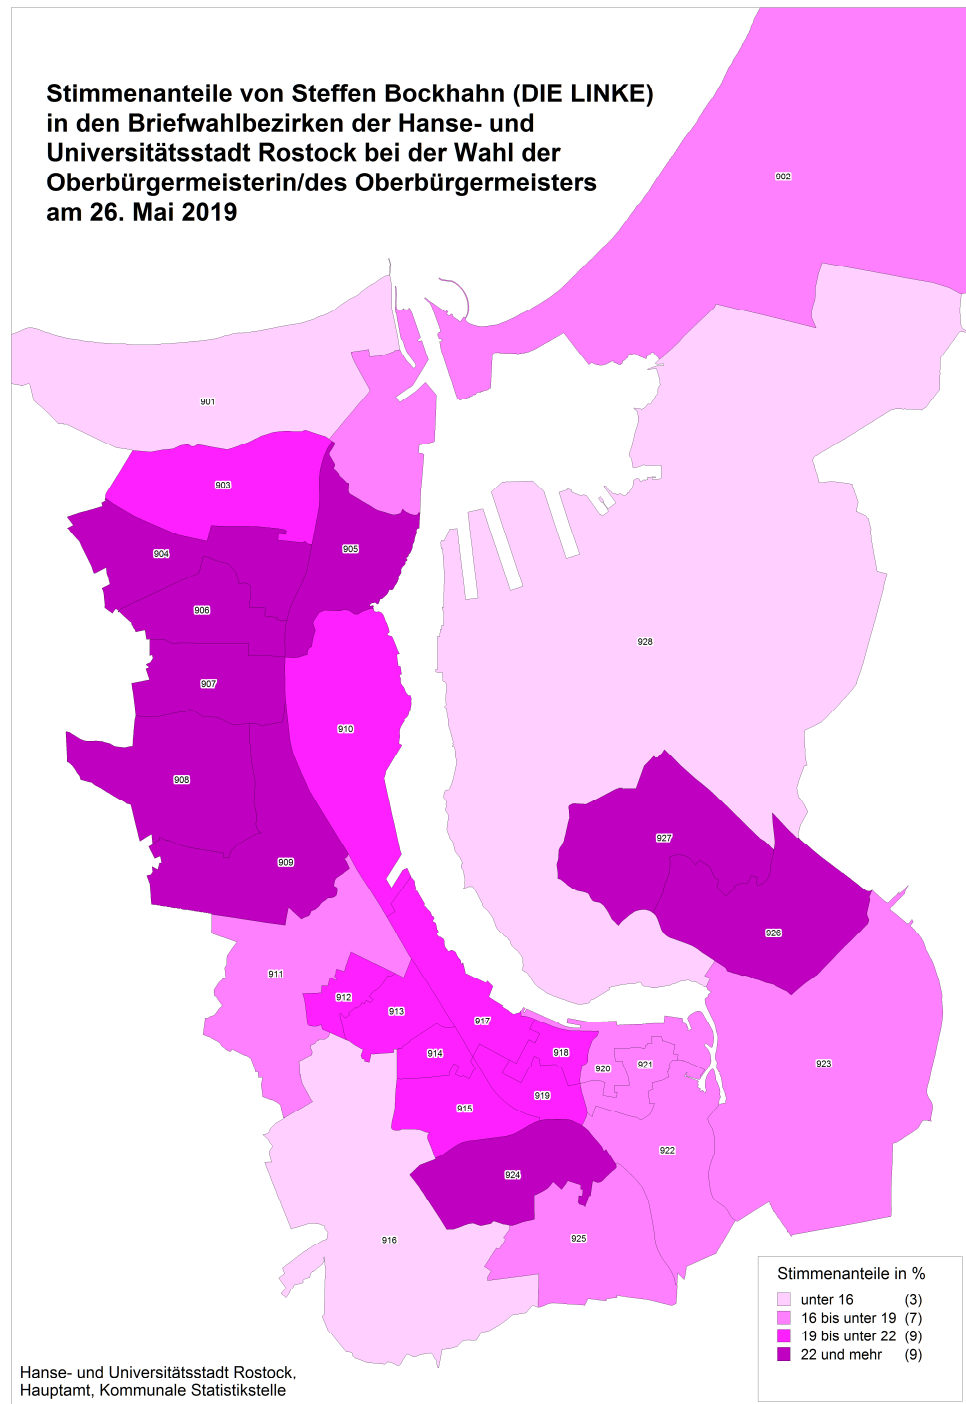 Stimmenanteile von Steffen Bockhahn (DIE LINKE)
in den Briefwahlbezirken der Hanse- und
Universitätsstadt Rostock bei der Wahl der
Oberbürgermeisterin/des Oberbürgermeisters
am 26. Mai 2019
902
901
903
905
904
906
928
907
910
908
927
909
926
911
912
913
917
914
918
923
921
920
919
915
922
924
925
916
Stimmenanteile in %
unter 16 (3)
16 bis unter 19 (7)
19 bis unter 22 (9)
22 und mehr (9)
Hanse- und Universitätsstadt Rostock,
Hauptamt, Kommunale Statistikstelle